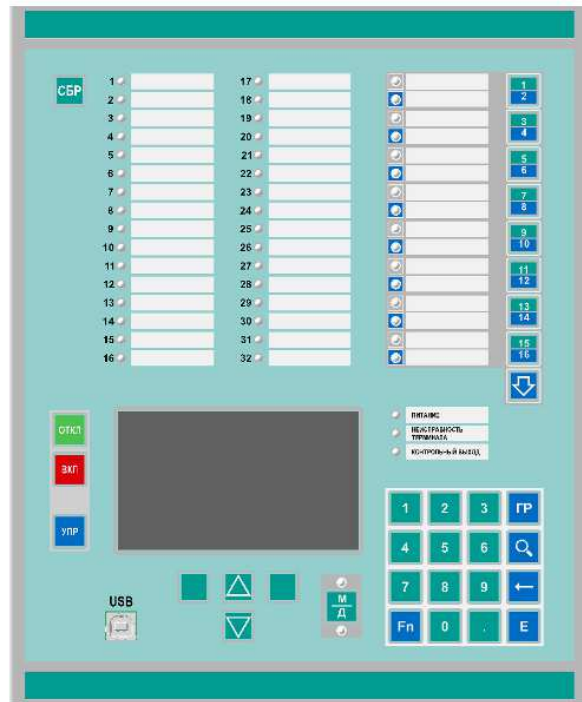 СБР
1 17
2 18
3 19
4 20
5 21
6 22
7 23
8 24
9 25
10 26
11 27
12 28
13 29
14 30
15 31
16 32
1
2
3
4
5
6
7
8
9
10
11
12
13
14
15
16
ПИТАНИЕ
НЕИСПРАВНОСТЬ
ТЕРМИНАЛА
КОНТРОЛЬНЫЙ ВЫХОД
ОТКЛ
ВКЛ
УПР
USB
М
Д
1 2 3 ГР
4 5 6
7 8 9
Fn 0 . E